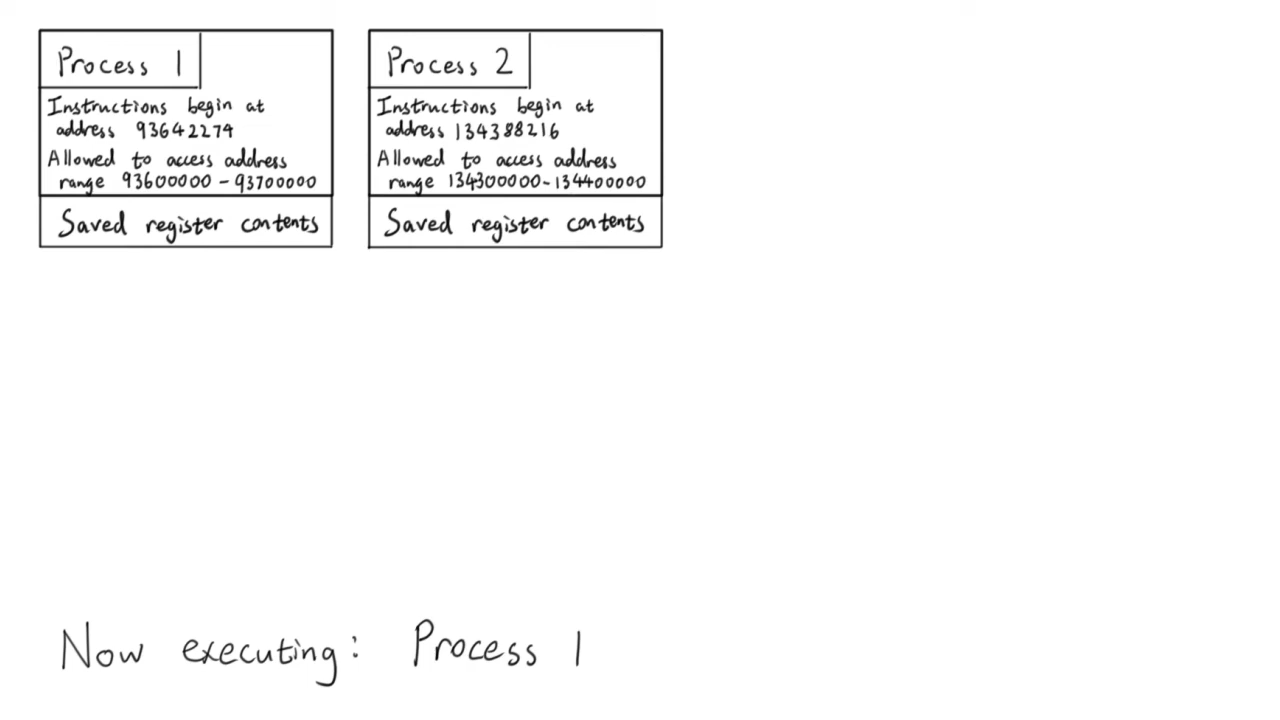 Process 1
Instructions begin at
address 93642274
Allowed to access address
range 93600000-93700000
Saved register contents
Process 2
Instructions begin at
address 134388216
Allowed to access address
range 134300000-134400000
Saved register contents
Now executing: Process 1